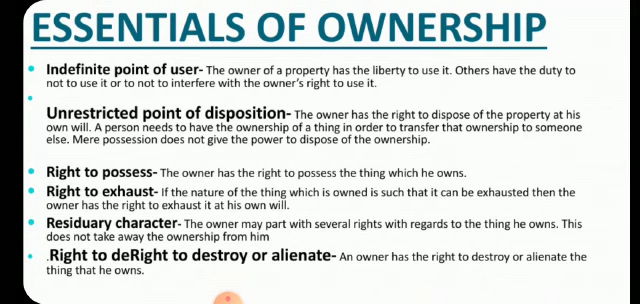 ESSENTIALS OF OWNERSHIP
Indefinite point of user- The owner of a property has the liberty to use it. Others have the duty to
not to use it or to not to interfere with the owner's right to use it.
Unrestricted point of disposition- The owner has the right to dispose of the property at his
own will. A person needs to have the ownership of a thing in order to transfer that ownership to someone
else. Mere possession does not give the power to dispose of the ownership.
Right to possess- The owner has the right to possess the thing which he owns.
Right to exhaust- If the nature of the thing which is owned is such that it can be exhausted then the
owner has the right to exhaust it at his own will.
Residuary character- The owner may part with several rights with regards to the thing he owns. This
does not take away the ownership from him
.Right to deRight to destroy or alienate- An owner has the right to destroy or alienate the
thing that he owns.